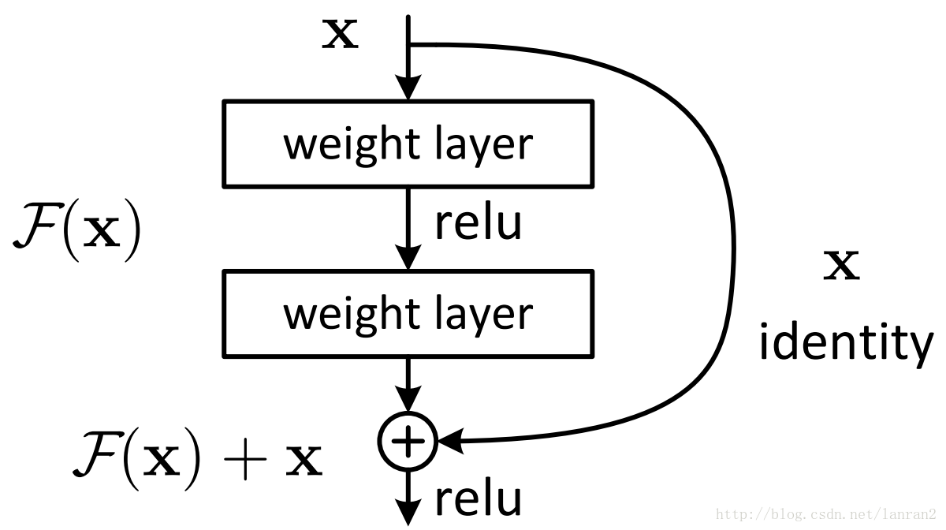 x
weight layer
F(x)
relu
x
weight layer
identity
F(x) + x
relu
http://blog.csdn.net/lanran2